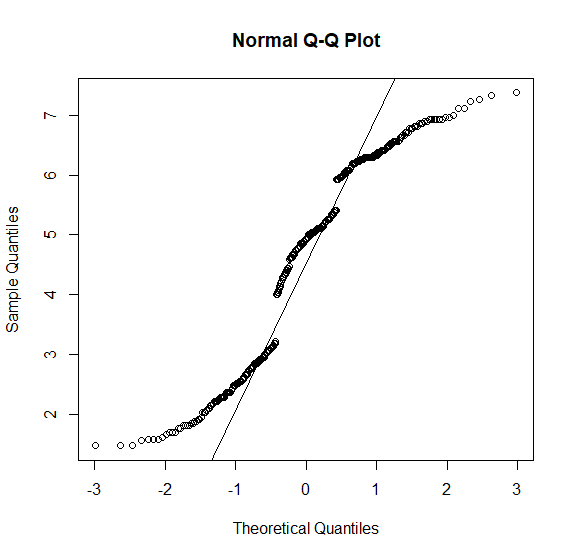 Normal Q-Q Plot
7
6
5
4
3
2
Sample Quantiles
-3 -2 -1 0 1 2 3
Theoretical Quantiles